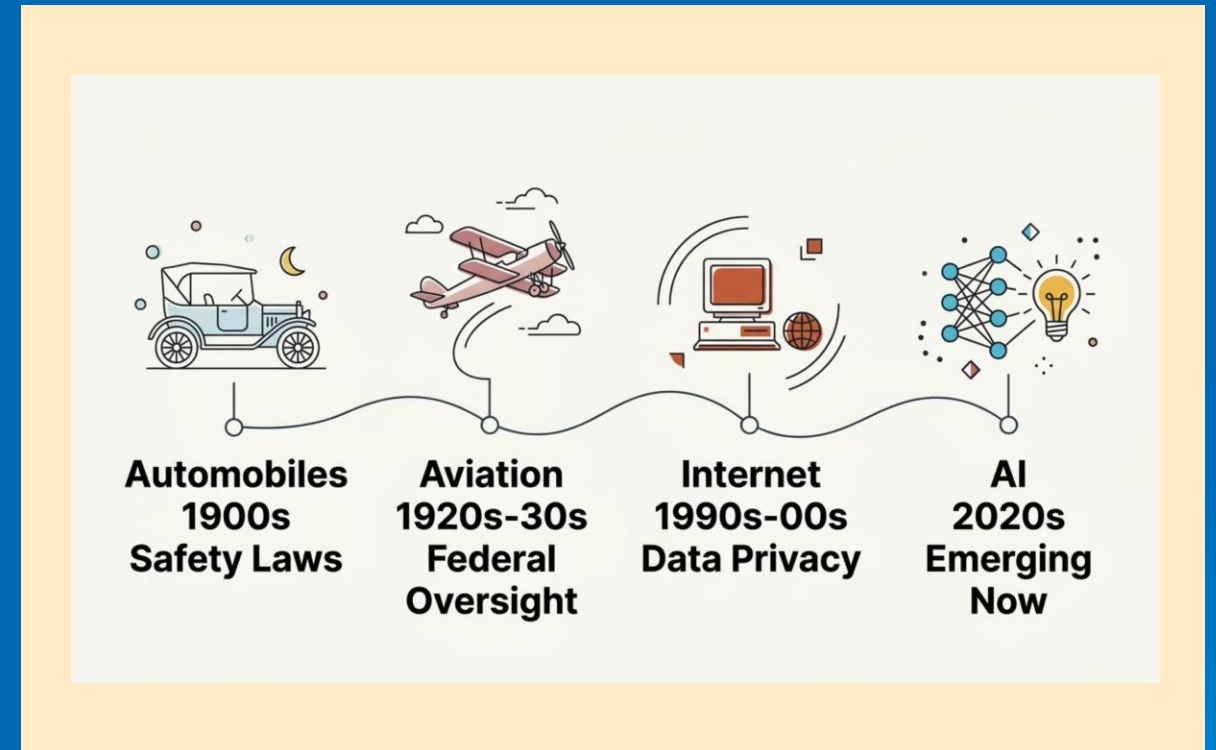 Automobiles
1900s
Safety Laws
Aviation
1920s-30s
Federal
Oversight
Internet
1990s-00s
Data Privacy
AI
2020s
Emerging
Now